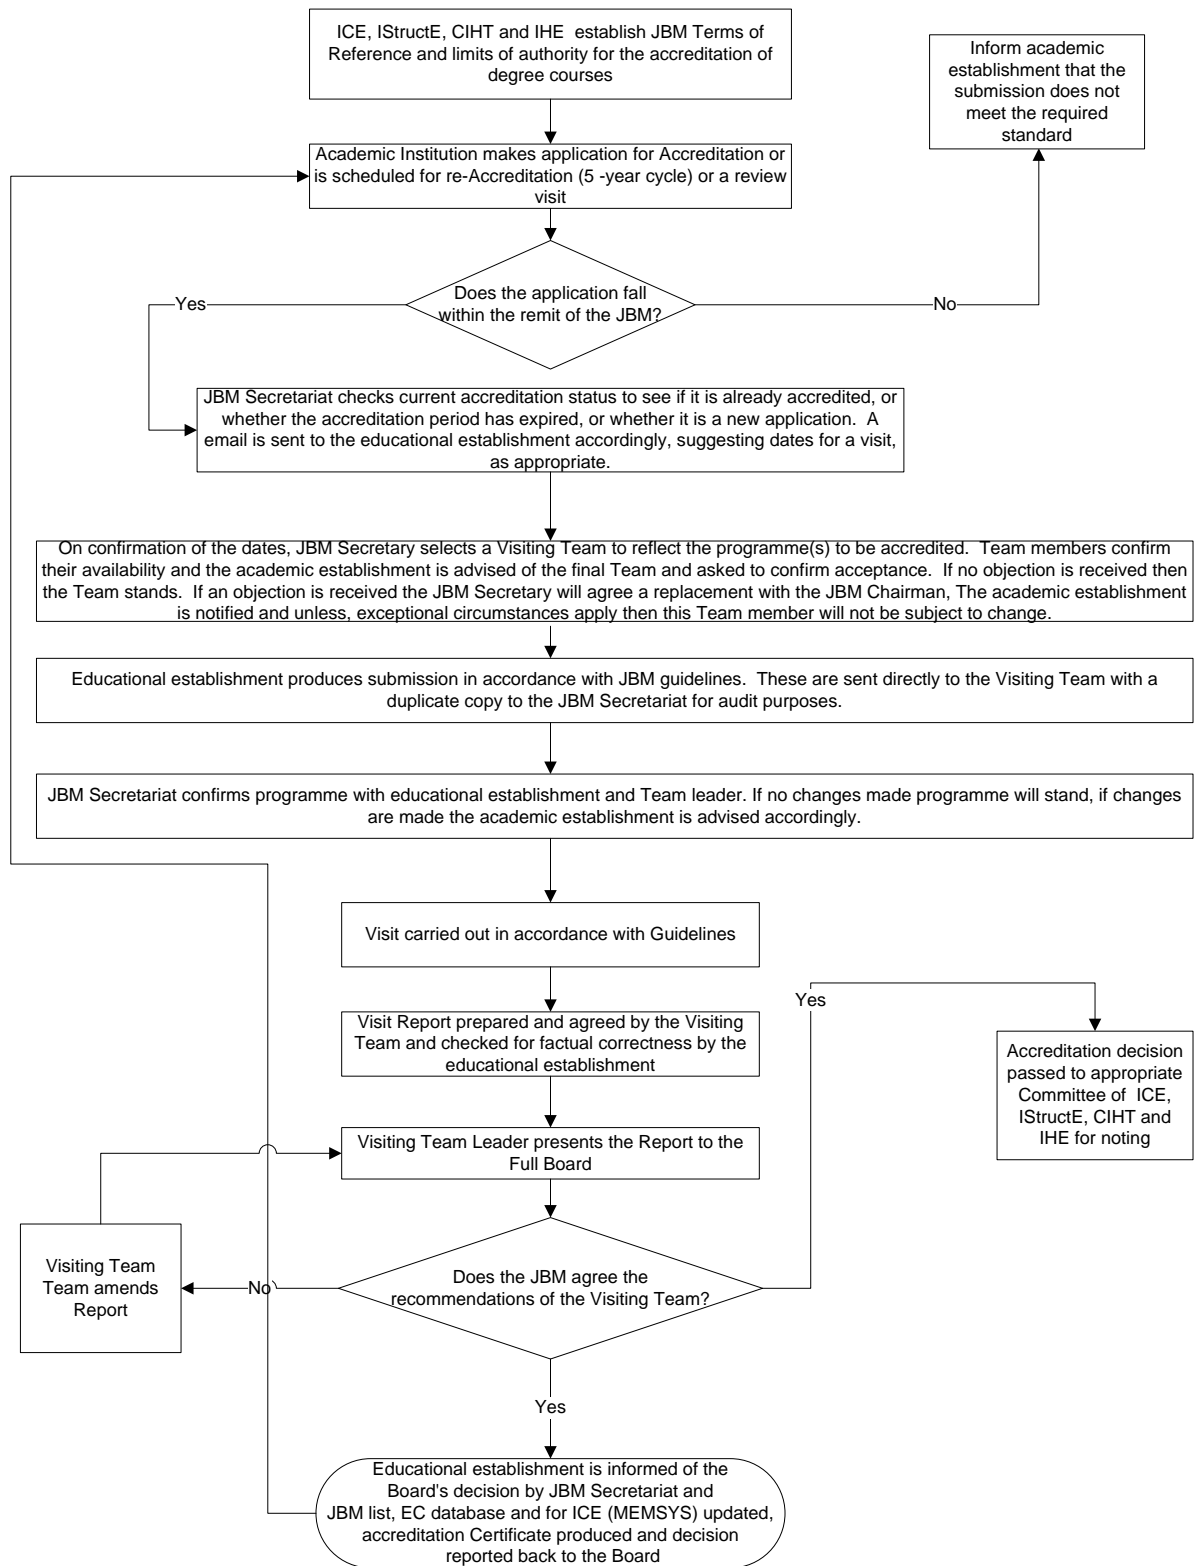 ICE, IStructE, CIHT and IHE  establish JBM Terms of
Reference and limits of authority for the accreditation of
degree courses
Inform academic
establishment that the
submission does not
meet the required
standard
Academic Institution makes application for Accreditation or
is scheduled for re-Accreditation (5 -year cycle) or a review
visit
Does the application fall
within the remit of the JBM?
Yes
No
JBM Secretariat checks current accreditation status to see if it is already accredited, or
whether the accreditation period has expired, or whether it is a new application.  A
email is sent to the educational establishment accordingly, suggesting dates for a visit,
as appropriate.
On confirmation of the dates, JBM Secretary selects a Visiting Team to reflect the programme(s) to be accredited.  Team members confirm
their availability and the academic establishment is advised of the final Team and asked to confirm acceptance.  If no objection is received then
the Team stands.  If an objection is received the JBM Secretary will agree a replacement with the JBM Chairman, The academic establishment
is notified and unless, exceptional circumstances apply then this Team member will not be subject to change.
Educational establishment produces submission in accordance with JBM guidelines.  These are sent directly to the Visiting Team with a
duplicate copy to the JBM Secretariat for audit purposes.
JBM Secretariat confirms programme with educational establishment and Team leader. If no changes made programme will stand, if changes
are made the academic establishment is advised accordingly.
Visit carried out in accordance with Guidelines
Visit Report prepared and agreed by the Visiting
Team and checked for factual correctness by the
educational establishment
Yes
Accreditation decision
passed to appropriate
Committee of  ICE,
IStructE, CIHT and
IHE for noting
Visiting Team Leader presents the Report to the
Full Board
Visiting Team
Team amends
Report
No
Does the JBM agree the
recommendations of the Visiting Team?
Yes
Educational establishment is informed of the
Board's decision by JBM Secretariat and
JBM list, EC database and for ICE (MEMSYS) updated,
accreditation Certificate produced and decision
reported back to the Board